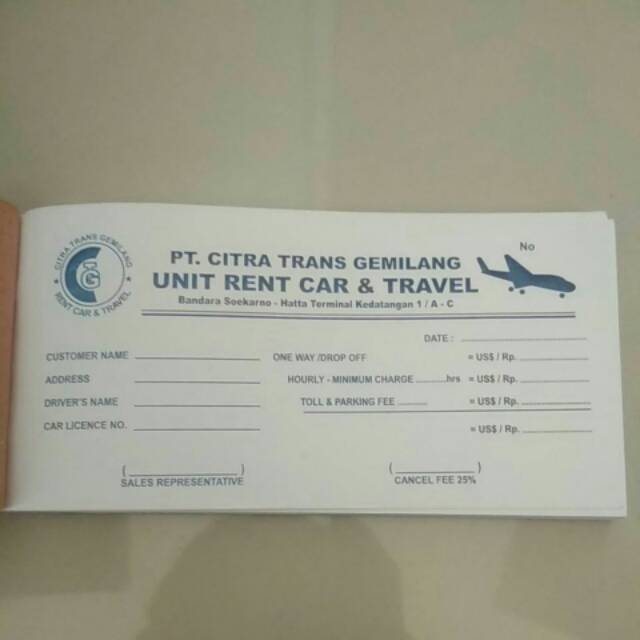 CITRA TRANS GEMILANG
RENT CAR & TRAVEL
No
PT. CITRA TRANS GEMILANG
UNIT RENT CAR & TRAVEL
Bandara Soekarno - Hatta Terminal Kedatangan 1 / A - C
DATE :
CUSTOMER NAME ONE WAY /DROP OFF = US$ / Rp.
ADDRESS HOURLY - MINIMUM CHARGE ..........hrs = US$ / Rp.
DRIVER'S NAME TOLL & PARKING FEE .......... = US$ / Rp.
CAR LICENCE NO. = US$ / Rp.
(____________________) (______________)
SALES REPRESENTATIVE CANCEL FEE 25%